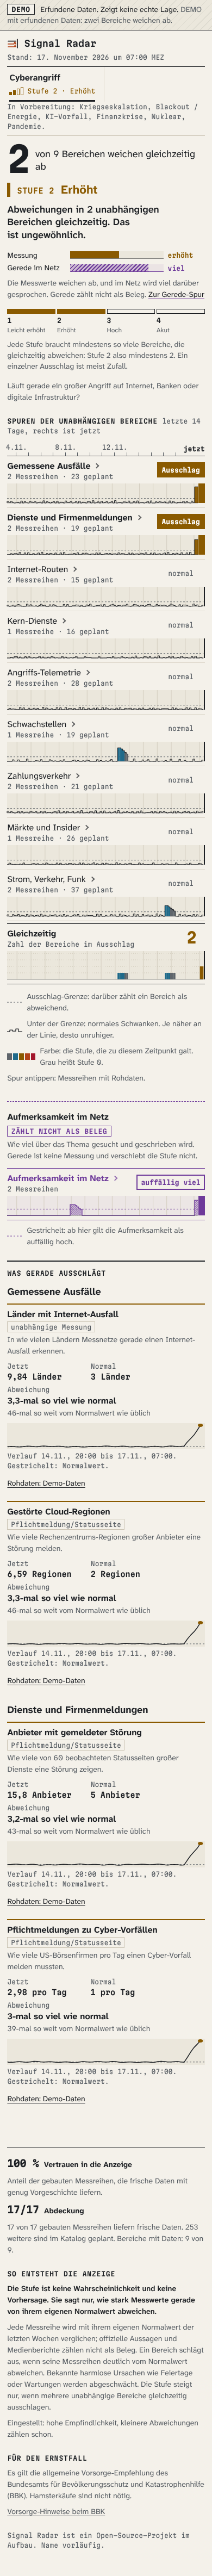 DEMO Erfundene Daten. Zeigt keine echte Lage. DEMO
mit erfundenen Daten: zwei Bereiche weichen ab.
Signal Radar
Stand: 17. November 2026 um 07:00 MEZ
Cyberangriff
Stufe 2 · Erhöht
In Vorbereitung: Kriegseskalation, Blackout /
Energie, KI-Vorfall, Finanzkrise, Nuklear,
Pandemie.
2 von 9 Bereichen weichen gleichzeitig
ab
STUFE 2 Erhöht
Abweichungen in 2 unabhängigen
Bereichen gleichzeitig. Das
ist ungewöhnlich.
Messung erhöht
Gerede im Netz viel
Die Messwerte weichen ab, und im Netz wird viel darüber
gesprochen. Gerede zählt nicht als Beleg. Zur Gerede-Spur
1 2 3 4
Leicht erhöht Erhöht Hoch Akut
Jede Stufe braucht mindestens so viele Bereiche, die
gleichzeitig abweichen: Stufe 2 also mindestens 2. Ein
einzelner Ausschlag ist meist Zufall.
Läuft gerade ein großer Angriff auf Internet, Banken oder
digitale Infrastruktur?
SPUREN DER UNABHÄNGIGEN BEREICHE letzte 14
Tage, rechts ist jetzt
4.11. 8.11. 12.11. jetzt
Gemessene Ausfälle >
2 Messreihen · 23 geplant
Ausschlag
Dienste und Firmenmeldungen >
2 Messreihen · 19 geplant
Ausschlag
Internet-Routen >
2 Messreihen · 15 geplant
normal
Kern-Dienste >
1 Messreihe · 16 geplant
normal
Angriffs-Telemetrie >
2 Messreihen · 28 geplant
normal
Schwachstellen >
1 Messreihe · 19 geplant
normal
Zahlungsverkehr >
2 Messreihen · 21 geplant
normal
Märkte und Insider >
1 Messreihe · 26 geplant
normal
Strom, Verkehr, Funk >
2 Messreihen · 37 geplant
normal
Gleichzeitig
Zahl der Bereiche im Ausschlag
2
Ausschlag-Grenze: darüber zählt ein Bereich als
abweichend.
Unter der Grenze: normales Schwanken. Je näher an
der Linie, desto unruhiger.
Farbe: die Stufe, die zu diesem Zeitpunkt galt.
Grau heißt Stufe 0.
Spur antippen: Messreihen mit Rohdaten.
Aufmerksamkeit im Netz
ZÄHLT NICHT ALS BELEG
Wie viel über das Thema gesucht und geschrieben wird.
Gerede ist keine Messung und verschiebt die Stufe nicht.
Aufmerksamkeit im Netz >
2 Messreihen
auffällig viel
Gestrichelt: ab hier gilt die Aufmerksamkeit als
auffällig hoch.
WAS GERADE AUSSCHLÄGT
Gemessene Ausfälle
Länder mit Internet-Ausfall
unabhängige Messung
In wie vielen Ländern Messnetze gerade einen Internet-
Ausfall erkennen.
Jetzt Normal
9,84 Länder 3 Länder
Abweichung
3,3-mal so viel wie normal
46-mal so weit vom Normalwert wie üblich
Verlauf 14.11., 20:00 bis 17.11., 07:00.
Gestrichelt: Normalwert.
Rohdaten: Demo-Daten
Gestörte Cloud-Regionen
Pflichtmeldung/Statusseite
Wie viele Rechenzentrums-Regionen großer Anbieter eine
Störung melden.
Jetzt Normal
6,59 Regionen 2 Regionen
Abweichung
3,3-mal so viel wie normal
46-mal so weit vom Normalwert wie üblich
Verlauf 14.11., 20:00 bis 17.11., 07:00.
Gestrichelt: Normalwert.
Rohdaten: Demo-Daten
Dienste und Firmenmeldungen
Anbieter mit gemeldeter Störung
Pflichtmeldung/Statusseite
Wie viele von 60 beobachteten Statusseiten großer
Dienste eine Störung zeigen.
Jetzt Normal
15,8 Anbieter 5 Anbieter
Abweichung
3,2-mal so viel wie normal
43-mal so weit vom Normalwert wie üblich
Verlauf 14.11., 20:00 bis 17.11., 07:00.
Gestrichelt: Normalwert.
Rohdaten: Demo-Daten
Pflichtmeldungen zu Cyber-Vorfällen
Pflichtmeldung/Statusseite
Wie viele US-Börsenfirmen pro Tag einen Cyber-Vorfall
melden mussten.
Jetzt Normal
2,98 pro Tag 1 pro Tag
Abweichung
3-mal so viel wie normal
39-mal so weit vom Normalwert wie üblich
Verlauf 14.11., 20:00 bis 17.11., 07:00.
Gestrichelt: Normalwert.
Rohdaten: Demo-Daten
100 % Vertrauen in die Anzeige
Anteil der gebauten Messreihen, die frische Daten mit
genug Vorgeschichte liefern.
17/17 Abdeckung
17 von 17 gebauten Messreihen liefern frische Daten. 253
weitere sind im Katalog geplant. Bereiche mit Daten: 9 von
9.
SO ENTSTEHT DIE ANZEIGE
Die Stufe ist keine Wahrscheinlichkeit und keine
Vorhersage. Sie sagt nur, wie stark Messwerte gerade
von ihrem eigenen Normalwert abweichen.
Jede Messreihe wird mit ihrem eigenen Normalwert der
letzten Wochen verglichen; offizielle Aussagen und
Medienberichte zählen nicht als Beleg. Ein Bereich schlägt
aus, wenn seine Messreihen deutlich vom Normalwert
abweichen. Bekannte harmlose Ursachen wie Feiertage
oder Wartungen werden abgeschwächt. Die Stufe steigt
nur, wenn mehrere unabhängige Bereiche gleichzeitig
ausschlagen.
Eingestellt: hohe Empfindlichkeit, kleinere Abweichungen
zählen schon.
FÜR DEN ERNSTFALL
Es gilt die allgemeine Vorsorge-Empfehlung des
Bundesamts für Bevölkerungsschutz und Katastrophenhilfe
(BBK). Hamsterkäufe sind nicht nötig.
Vorsorge-Hinweise beim BBK
Signal Radar ist ein Open-Source-Projekt im
Aufbau. Name vorläufig.